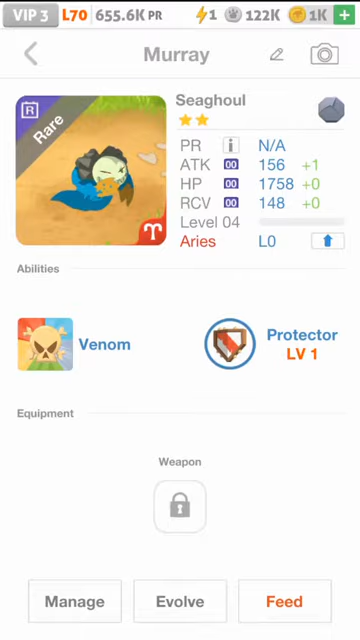 VIP 3 L70 655.6K PR 1 122K 1K +
Murray
R
Rare
Seaghoul
PR i N/A
ATK 00 156 +1
HP 00 1758 +0
RCV 00 148 +0
Level 04
Aries L0
Abilities
Venom
Protector
LV 1
Equipment
Weapon
Manage Evolve Feed